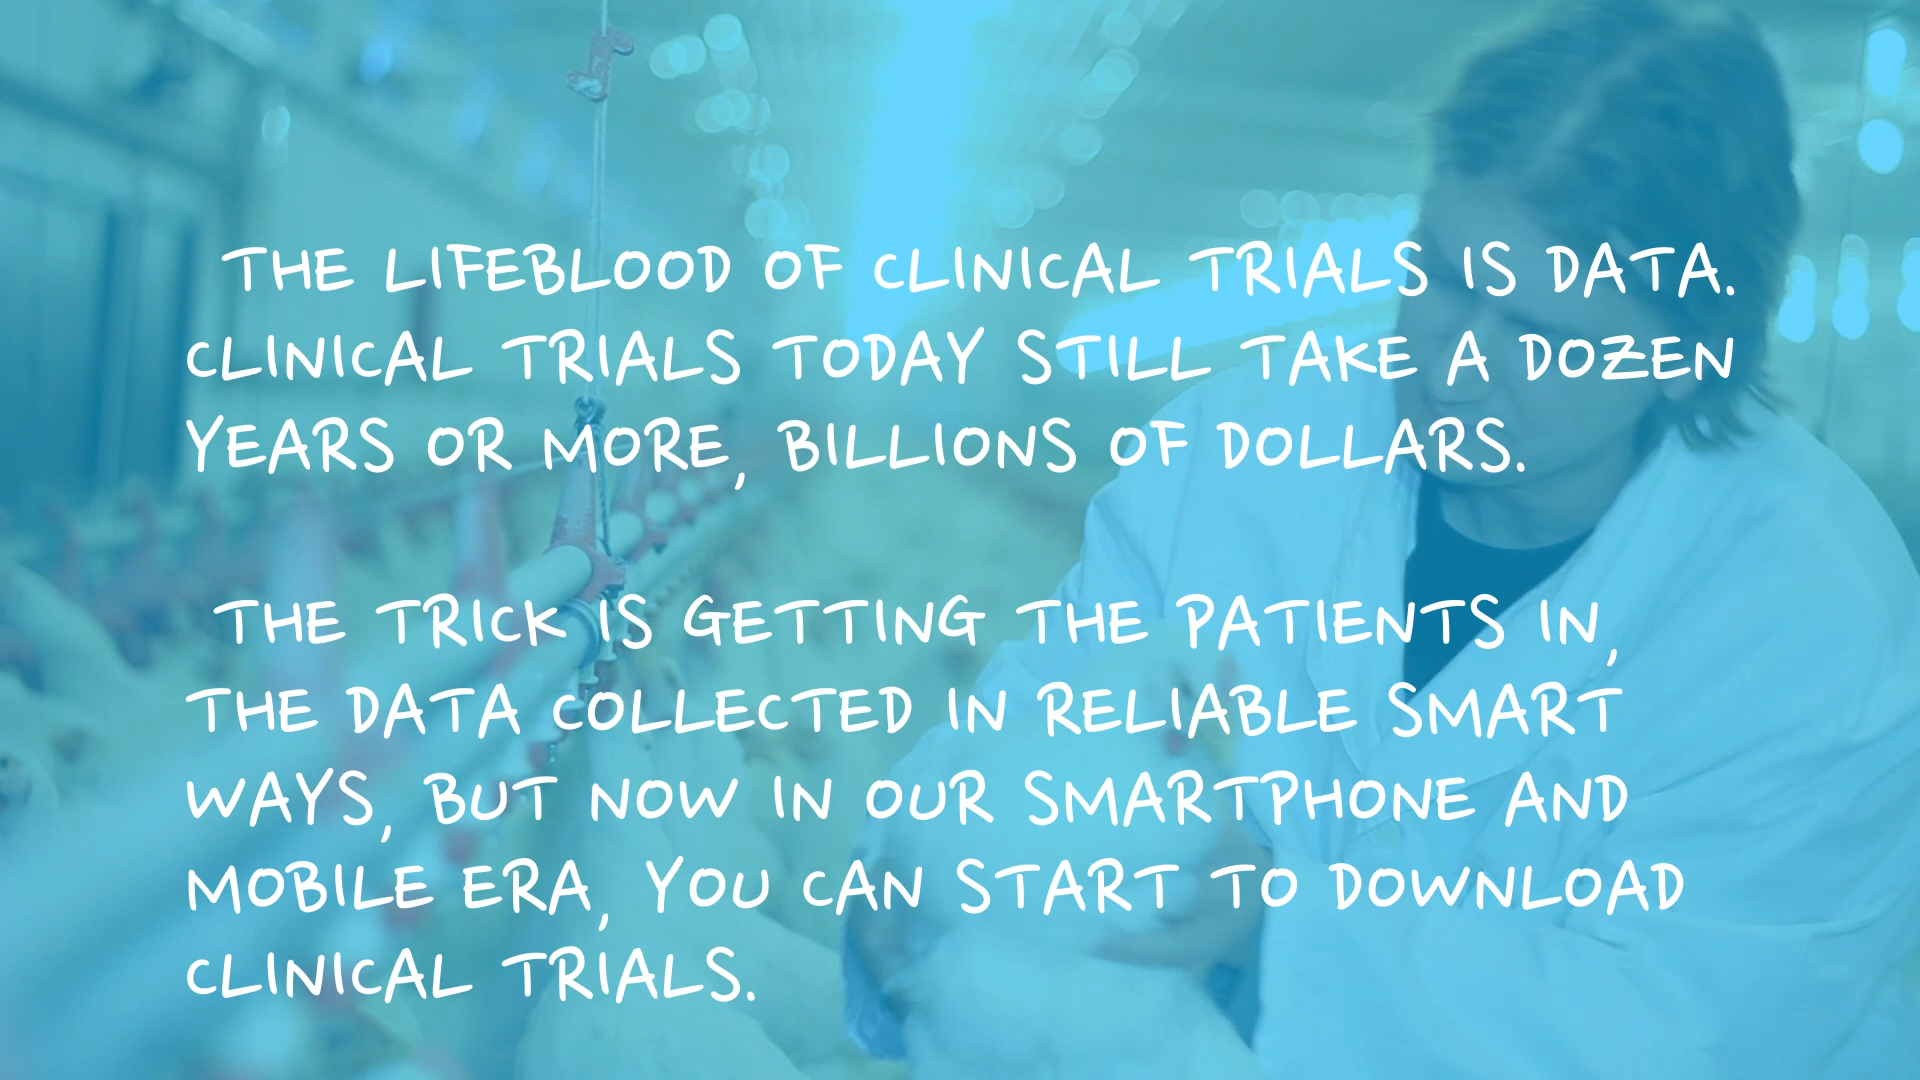 THE LIFEBLOOD OF CLINICAL TRIALS IS DATA.
CLINICAL TRIALS TODAY STILL TAKE A DOZEN
YEARS OR MORE, BILLIONS OF DOLLARS.
THE TRICK IS GETTING THE PATIENTS IN,
THE DATA COLLECTED IN RELIABLE SMART
WAYS, BUT NOW IN OUR SMARTPHONE AND
MOBILE ERA, YOU CAN START TO DOWNLOAD
CLINICAL TRIALS.